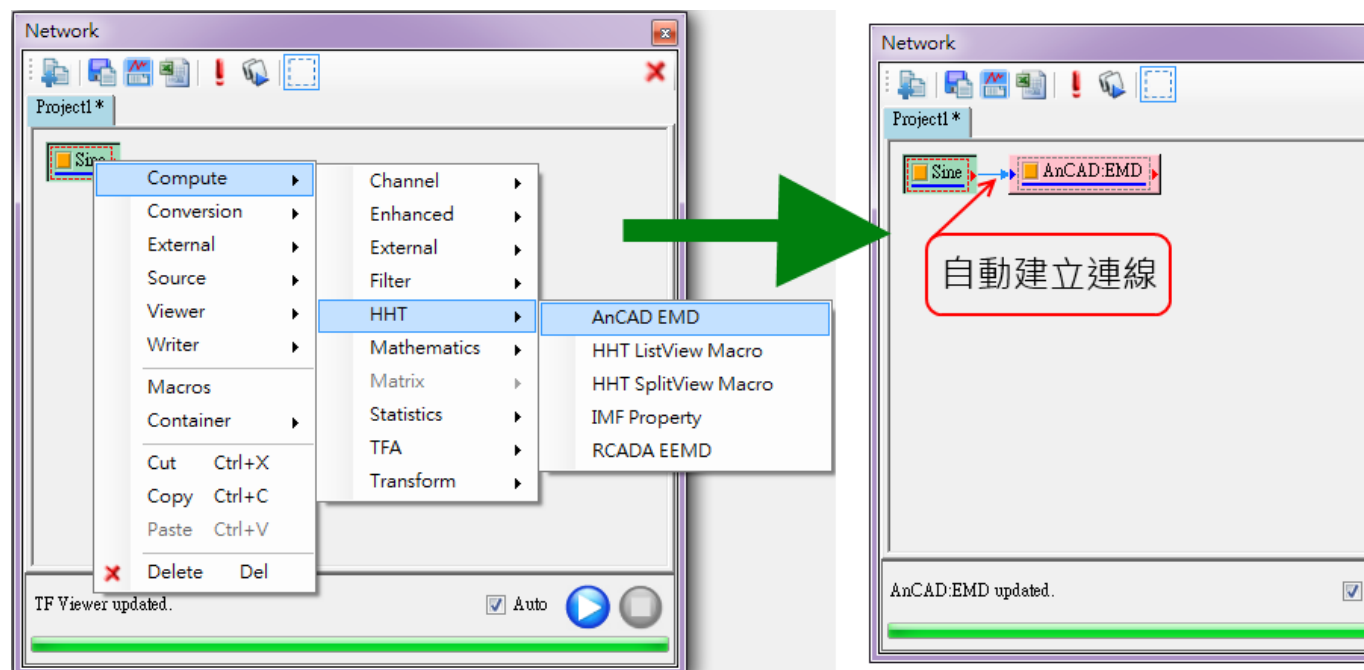 Network
Project1 *
Sine
Compute
Conversion
External
Source
Viewer
Writer
Macros
Container
Cut Ctrl+X
Copy Ctrl+C
Paste Ctrl+V
Delete Del
Channel
Enhanced
External
Filter
HHT
Mathematics
Matrix
Statistics
TFA
Transform
AnCAD EMD
HHT ListView Macro
HHT SplitView Macro
IMF Property
RCADA EEMD
TF Viewer updated.
Auto
Network
Project1 *
Sine
AnCAD:EMD
自動建立連線
AnCAD:EMD updated.